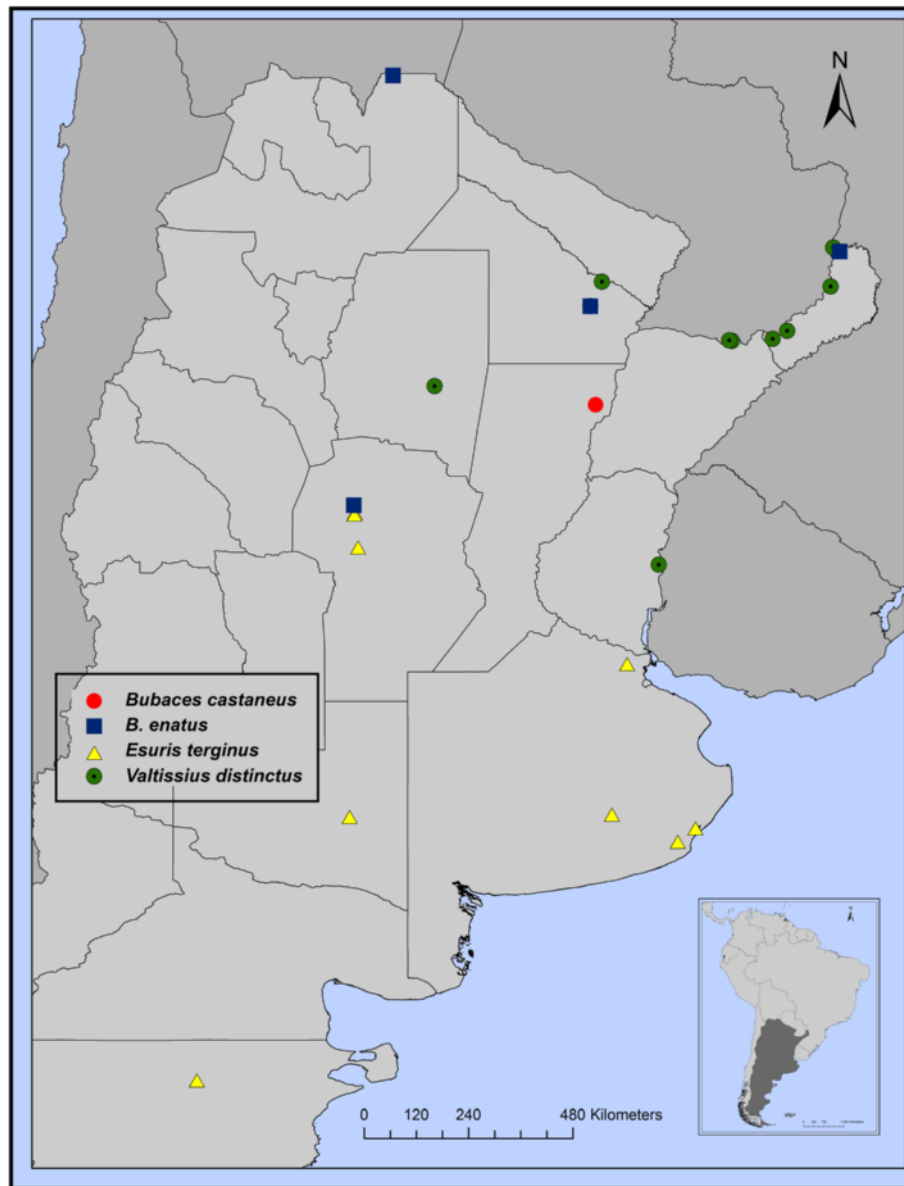 N
Bubaces castaneus
B. enatus
Esuris terginus
Valtissius distinctus
N
0 120 240 480 Kilometers